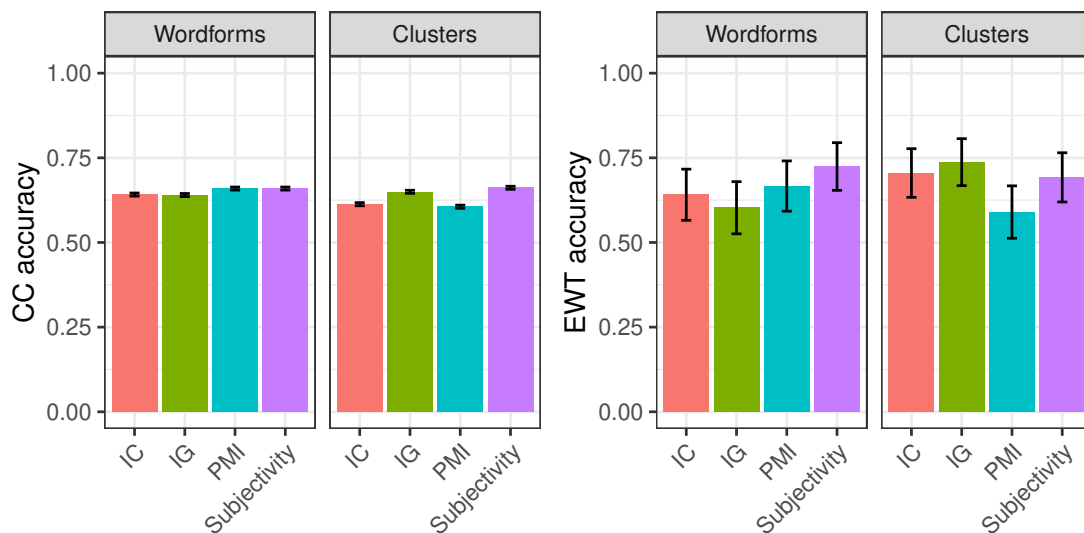 Wordforms
Clusters
CC accuracy
1.00
0.75
0.50
0.25
0.00
IC
IG
PMI
Subjectivity
IC
IG
PMI
Subjectivity
Wordforms
Clusters
EWT accuracy
1.00
0.75
0.50
0.25
0.00
IC
IG
PMI
Subjectivity
IC
IG
PMI
Subjectivity